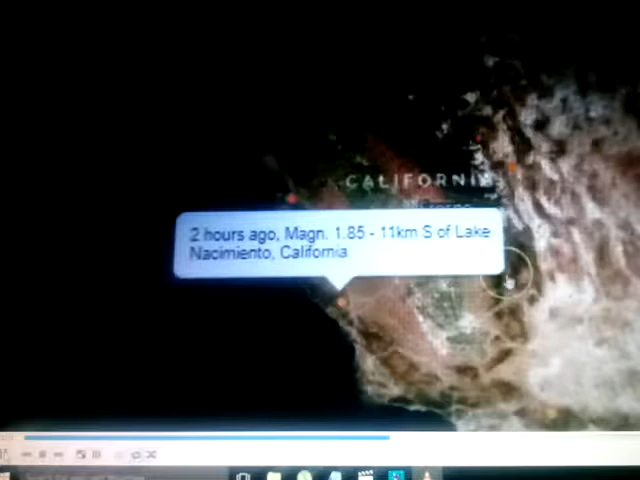 CALIFORNIA
2 hours ago, Magn. 1.85 - 11km S of Lake
Nacimiento, California